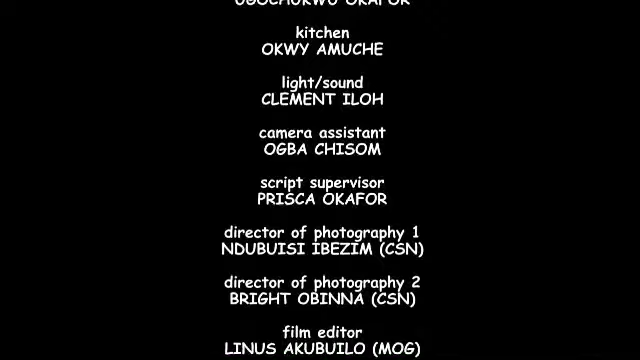 UGOCHUKWU OKAFOR
kitchen
OKWY AMUCHE
light/sound
CLEMENT ILOH
camera assistant
OGBA CHISOM
script supervisor
PRISCA OKAFOR
director of photography 1
NDUBUISI IBEZIM (CSN)
director of photography 2
BRIGHT OBINNA (CSN)
film editor
LINUS AKUBUILO (MOG)